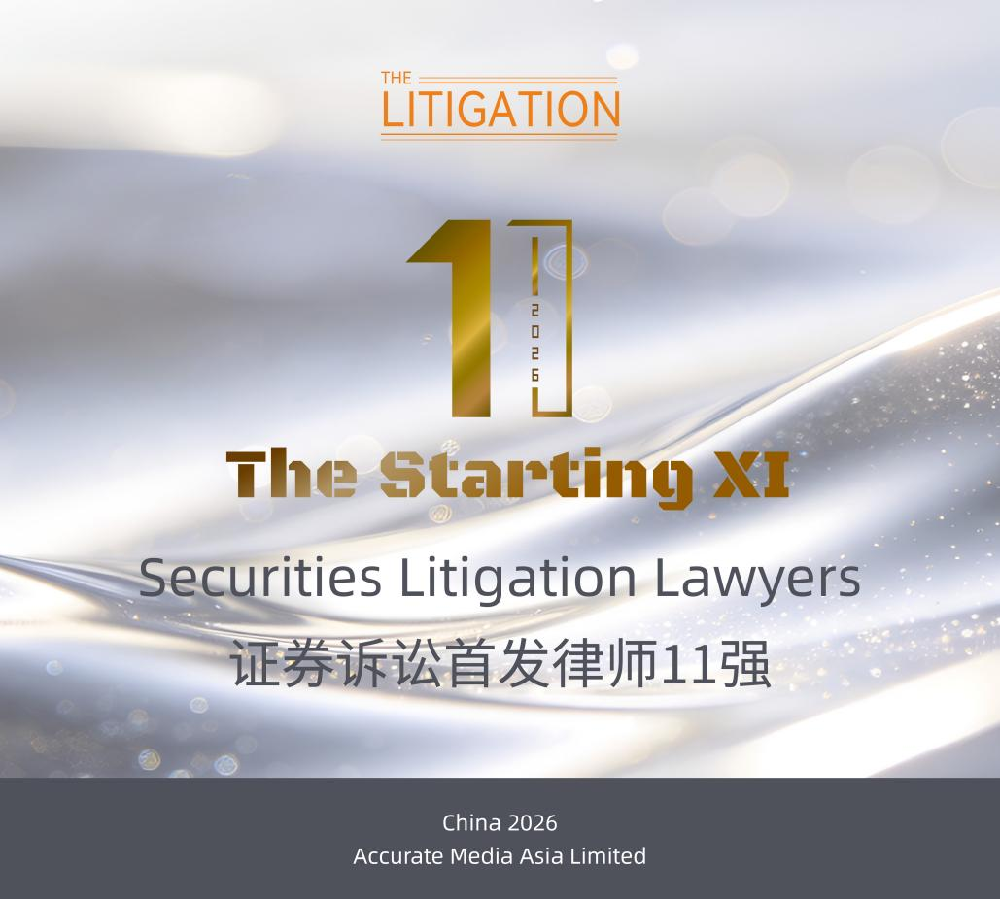 THE
LITIGATION
11
2026
The Starting XI
Securities Litigation Lawyers
证券诉讼首发律师11强
China 2026
Accurate Media Asia Limited